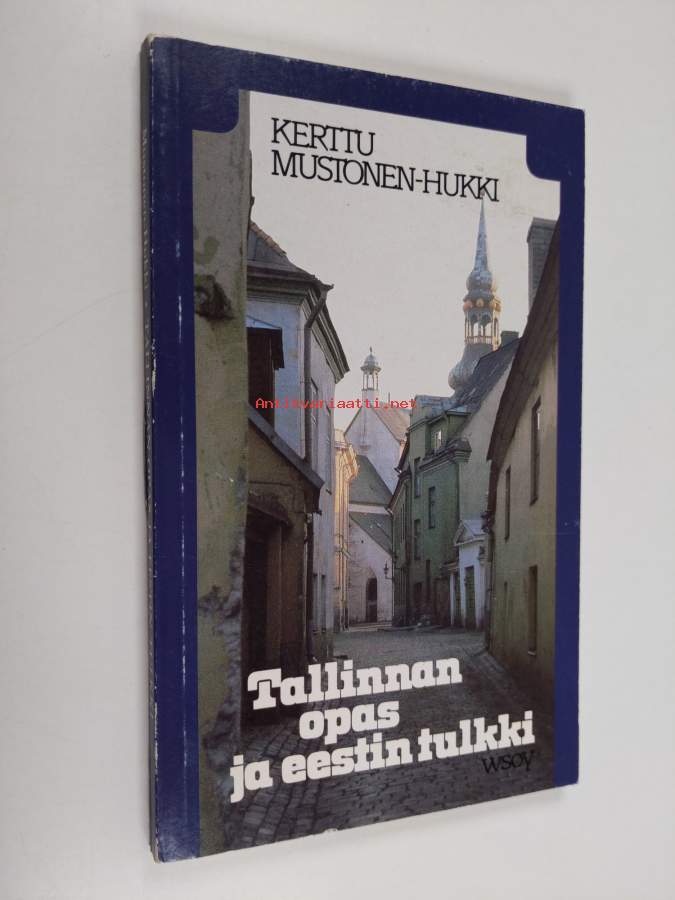 KERTTU
MUSTONEN-HUKKI
Antikvariaatti.net
Tallinnan
opas
ja eestin tulkki
WSOY